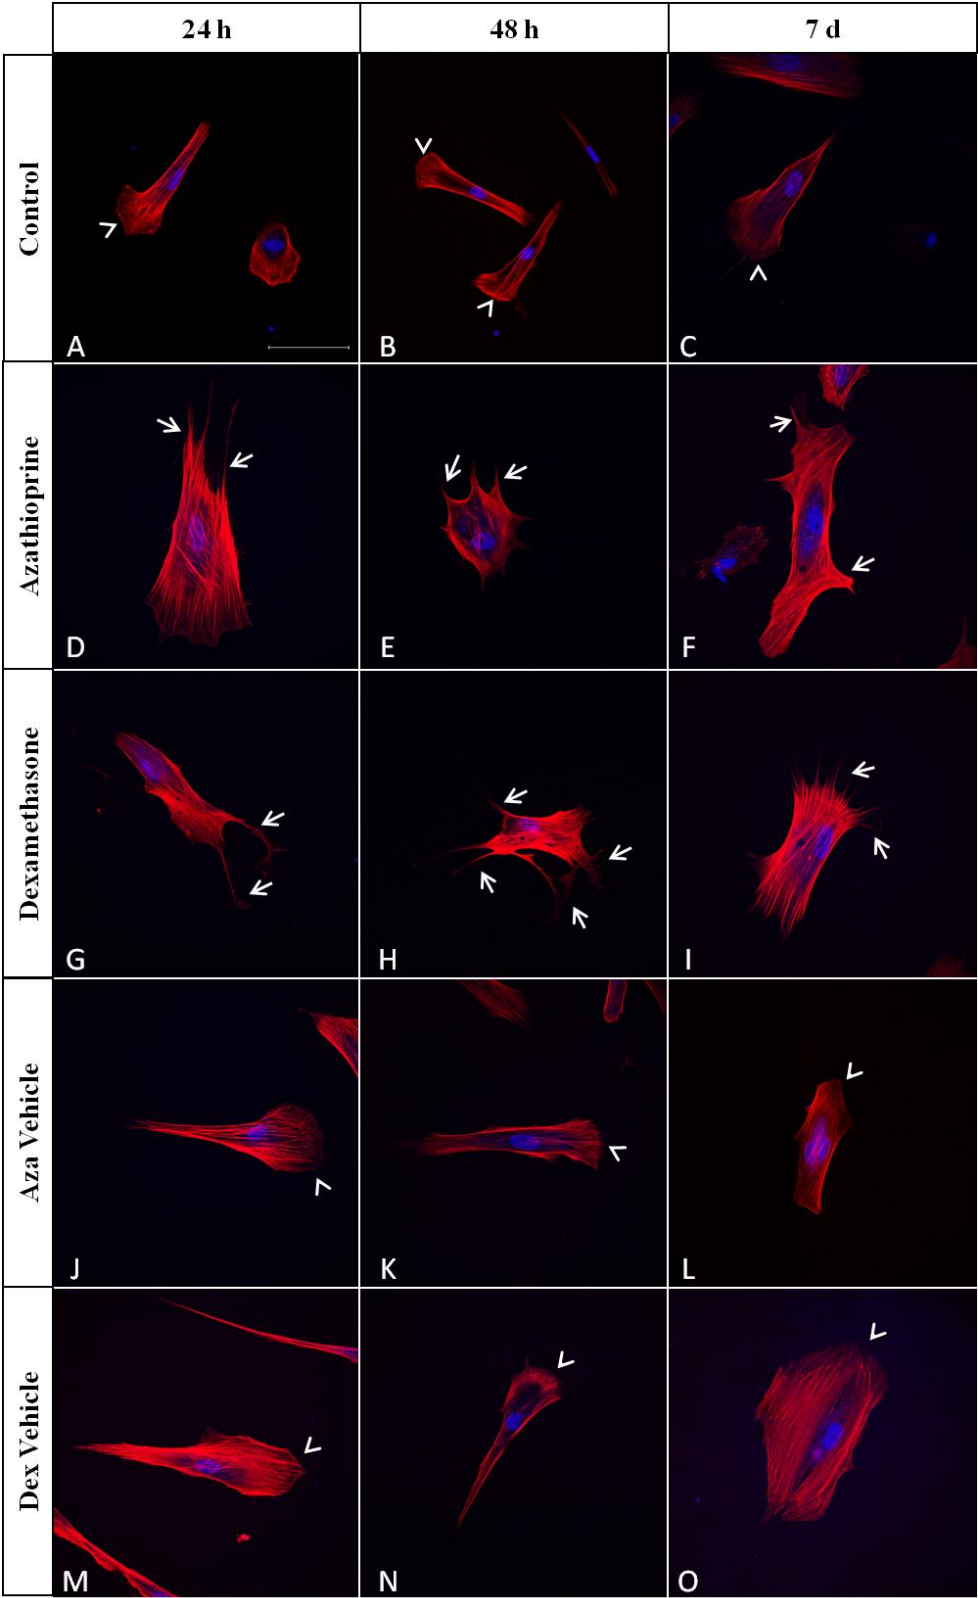 24 h 48 h 7 d
Control
A B C
Azathioprine
D E F
Dexamethasone
G H I
Aza Vehicle
J K L
Dex Vehicle
M N O